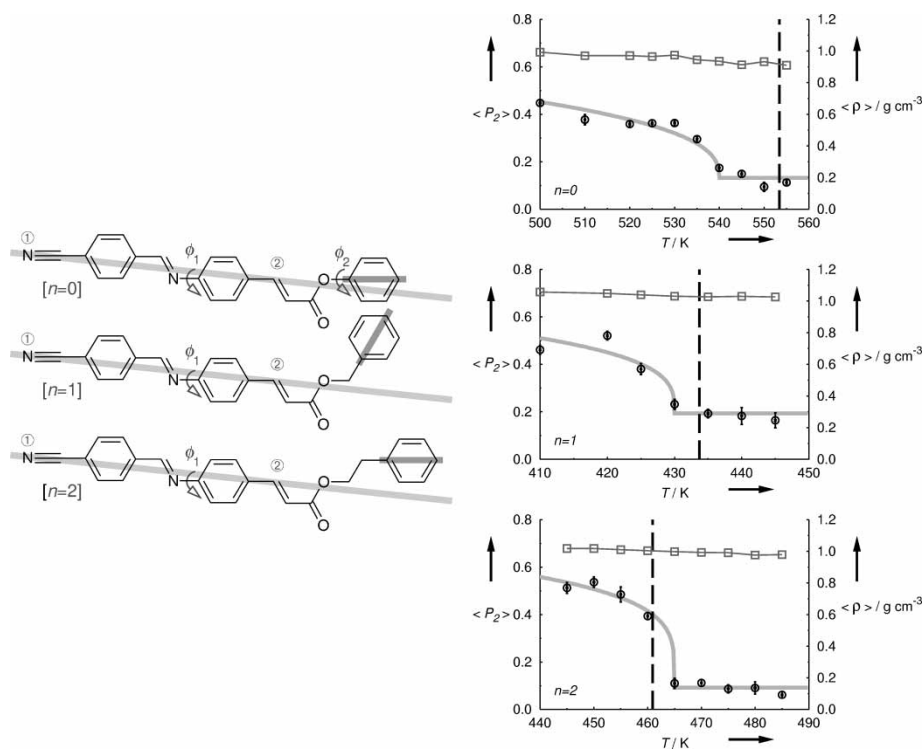 ①
N
N
ϕ1
②
O
O
ϕ2
[n=0]
①
N
N
ϕ1
②
O
O
[n=1]
①
N
N
ϕ1
②
O
O
[n=2]
0.8
0.6
0.4
0.2
0.0
< P2 >
1.2
1.0
0.8
0.6
0.4
0.2
0.0
< ρ > / g cm-3
n=0
500 510 520 530 540 550 560
T / K
0.8
0.6
0.4
0.2
0.0
< P2 >
1.2
1.0
0.8
0.6
0.4
0.2
0.0
< ρ > / g cm-3
n=1
410 420 430 440 450
T / K
0.8
0.6
0.4
0.2
0.0
< P2 >
1.2
1.0
0.8
0.6
0.4
0.2
0.0
< ρ > / g cm-3
n=2
440 450 460 470 480 490
T / K